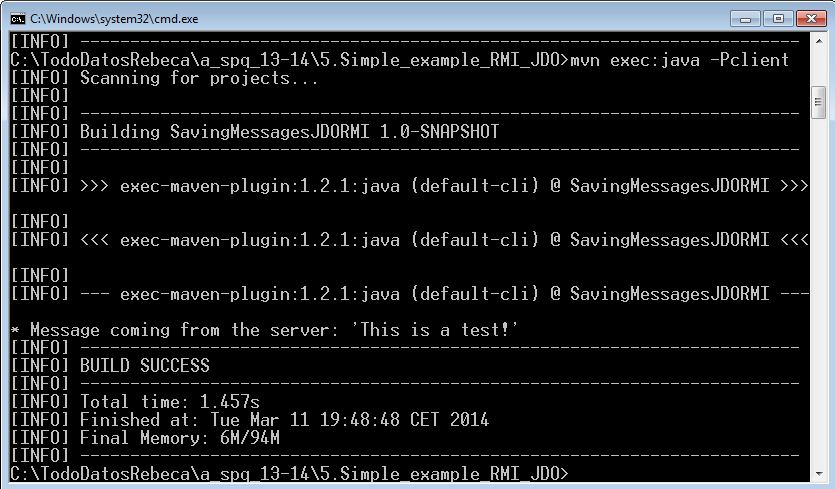 C:\Windows\system32\cmd.exe
[INFO] ------------------------------------------------------------------------
C:\TodoDatosRebeca\a_spq_13-14\5.Simple_example_RMI_JDO>mvn exec:java -Pclient
[INFO] Scanning for projects...
[INFO]
[INFO] ------------------------------------------------------------------------
[INFO] Building SavingMessagesJDORMI 1.0-SNAPSHOT
[INFO] ------------------------------------------------------------------------
[INFO]
[INFO] >>> exec-maven-plugin:1.2.1:java (default-cli) @ SavingMessagesJDORMI >>>
[INFO]
[INFO] <<< exec-maven-plugin:1.2.1:java (default-cli) @ SavingMessagesJDORMI <<<
[INFO]
[INFO] --- exec-maven-plugin:1.2.1:java (default-cli) @ SavingMessagesJDORMI ---
* Message coming from the server: 'This is a test!'
[INFO] ------------------------------------------------------------------------
[INFO] BUILD SUCCESS
[INFO] ------------------------------------------------------------------------
[INFO] Total time: 1.457s
[INFO] Finished at: Tue Mar 11 19:48:48 CET 2014
[INFO] Final Memory: 6M/94M
[INFO] ------------------------------------------------------------------------
C:\TodoDatosRebeca\a_spq_13-14\5.Simple_example_RMI_JDO>